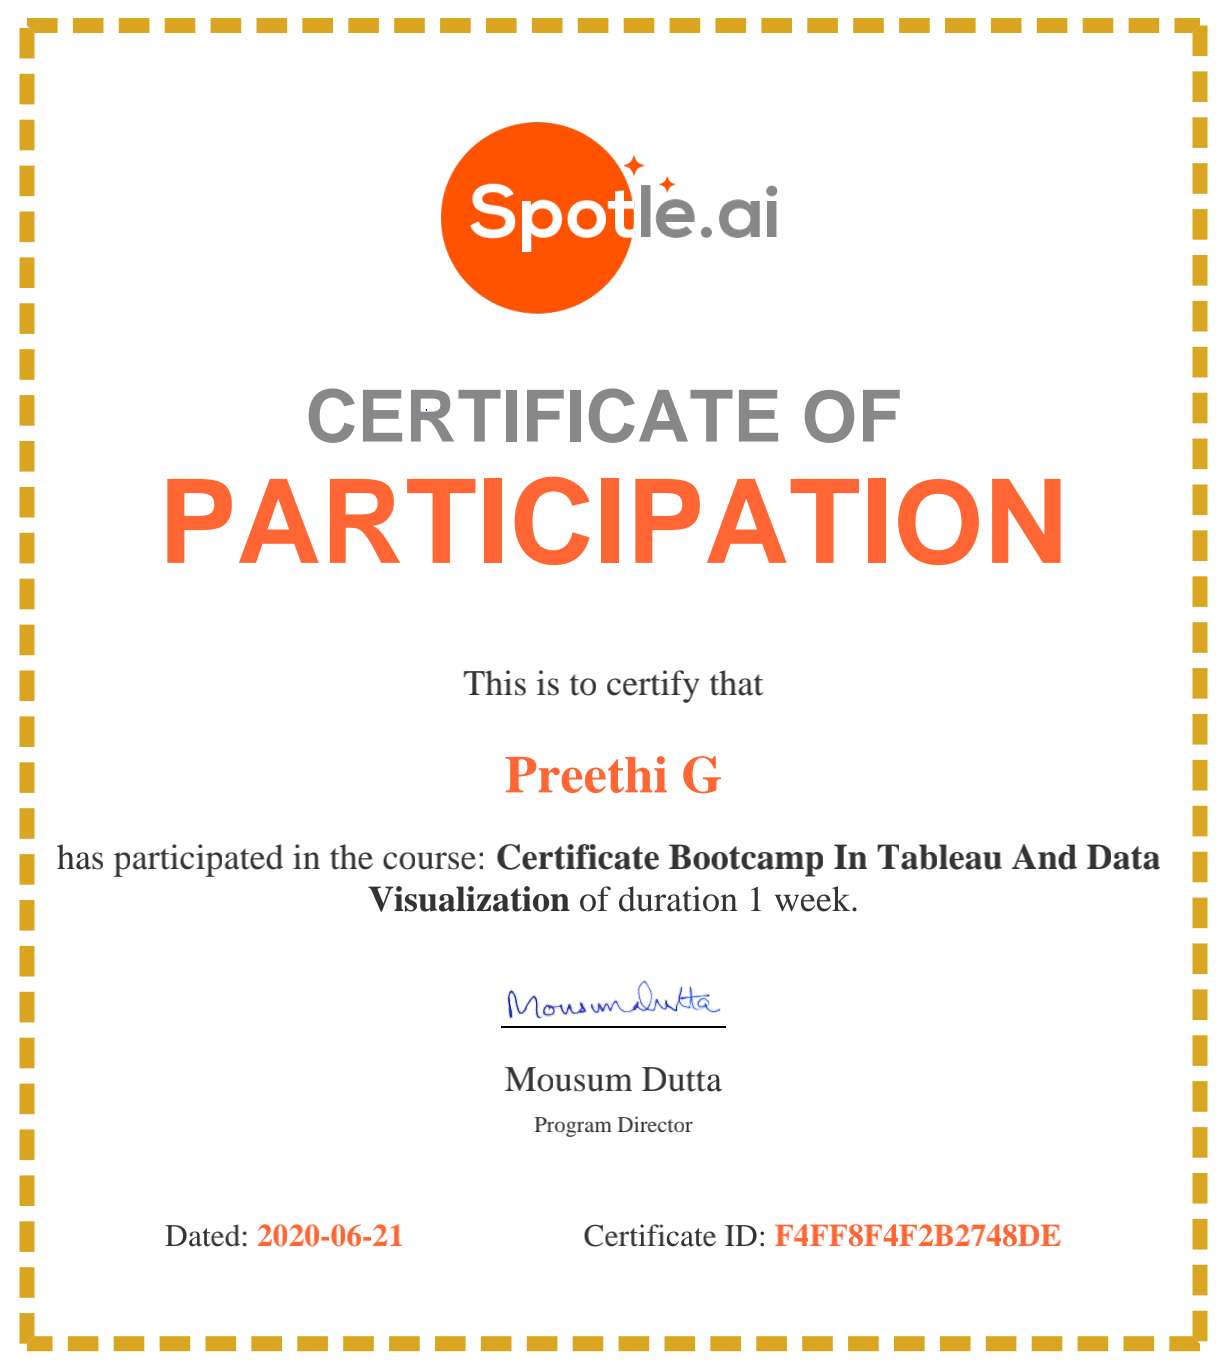 Spotle.ai
CERTIFICATE OF
PARTICIPATION
This is to certify that
Preethi G
has participated in the course: Certificate Bootcamp In Tableau And Data
Visualization of duration 1 week.
Mousum Dutta
Mousum Dutta
Program Director
Dated: 2020-06-21 Certificate ID: F4FF8F4F2B2748DE